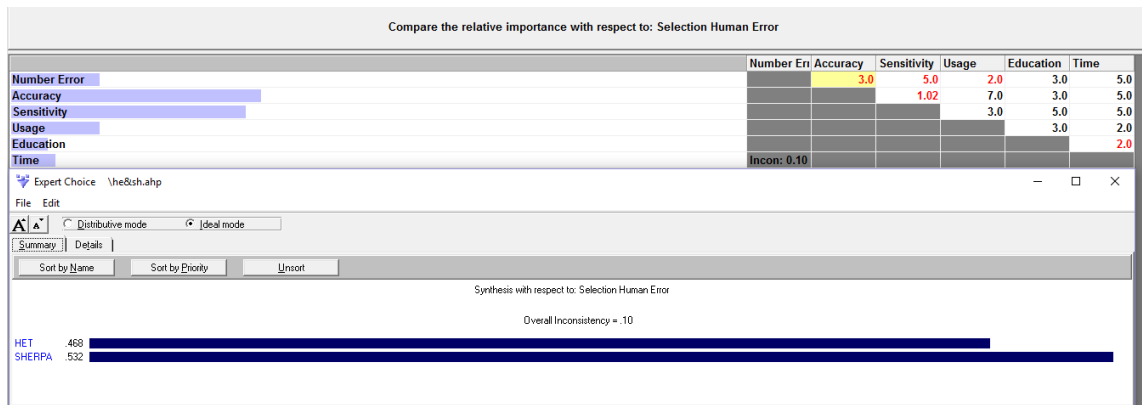 Compare the relative importance with respect to: Selection Human Error
Number Err Accuracy Sensitivity Usage Education Time
Number Error 3.0 5.0 2.0 3.0 5.0
Accuracy 1.02 7.0 3.0 5.0
Sensitivity 3.0 5.0 5.0
Usage 3.0 2.0
Education 2.0
Time Incon: 0.10
Expert Choice \he&sh.ahp
File Edit
A A Distributive mode Ideal mode
Summary Details
Sort by Name Sort by Priority Unsort
Synthesis with respect to: Selection Human Error
Overall Inconsistency = .10
HET .468
SHERPA .532